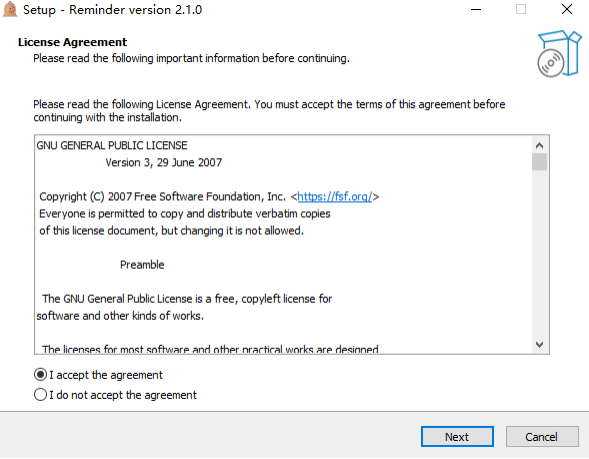 Setup - Reminder version 2.1.0
License Agreement
Please read the following important information before continuing.
Please read the following License Agreement. You must accept the terms of this agreement before
continuing with the installation.
GNU GENERAL PUBLIC LICENSE
Version 3, 29 June 2007
Copyright (C) 2007 Free Software Foundation, Inc. <https://fsf.org/>
Everyone is permitted to copy and distribute verbatim copies
of this license document, but changing it is not allowed.
Preamble
The GNU General Public License is a free, copyleft license for
software and other kinds of works.
The licenses for most software and other practical works are designed
I accept the agreement
I do not accept the agreement
Next
Cancel